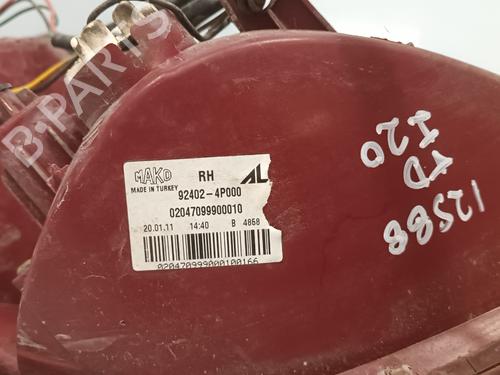 B-PARTS
MAKO RH AL
MADE IN TURKEY
92402-4P000
02047099900010
20.01.11 14:40 B 4858
020470999000100166
I20
TD
12588